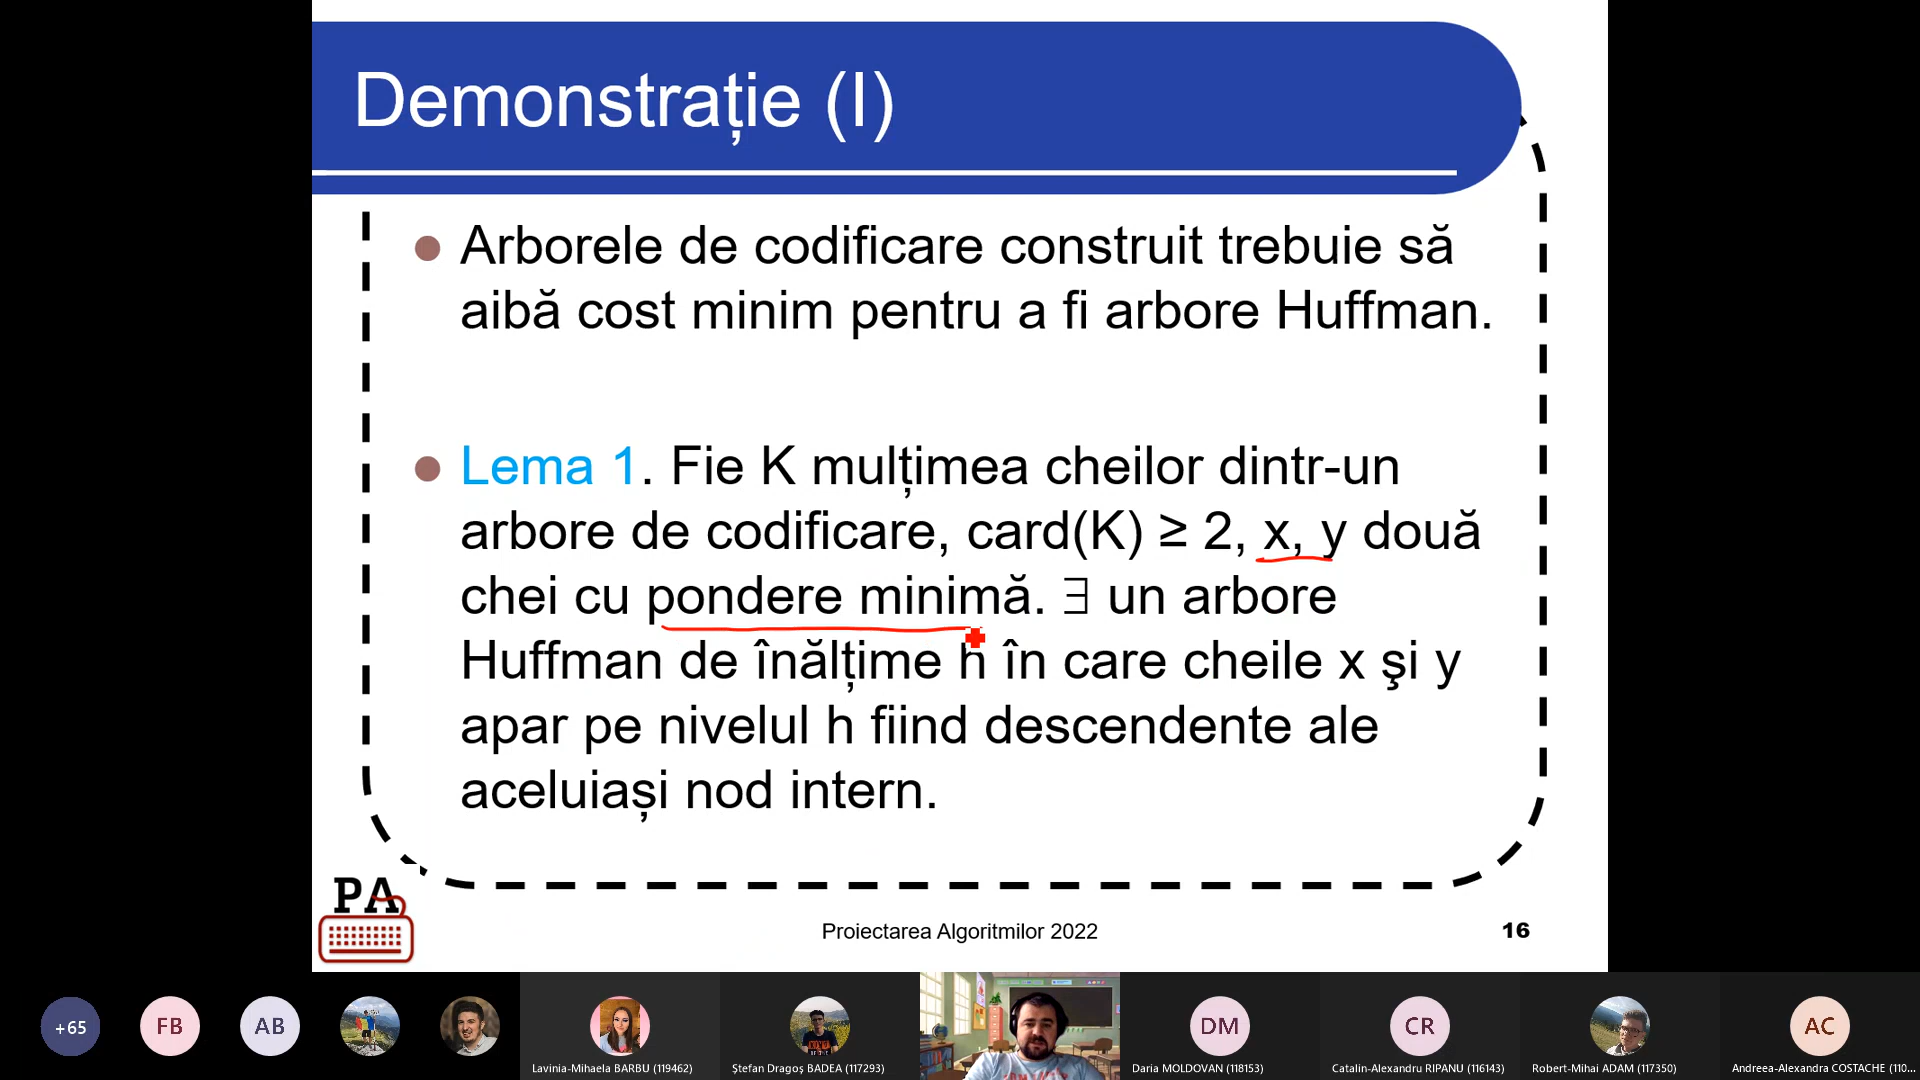 Demonstrație (I)
Arborele de codificare construit trebuie să
aibă cost minim pentru a fi arbore Huffman.
Lema 1. Fie K mulțimea cheilor dintr-un
arbore de codificare, card(K) ≥ 2, x, y două
chei cu pondere minimă. ∃ un arbore
Huffman de înălțime h în care cheile x şi y
apar pe nivelul h fiind descendente ale
aceluiași nod intern.
PA
Proiectarea Algoritmilor 2022
16
+65
FB
AB
DM
CR
AC
Lavinia-Mihaela BARBU (119462)
Ștefan Dragoș BADEA (117293)
Daria MOLDOVAN (118153)
Catalin-Alexandru RIPANU (116143)
Robert-Mihai ADAM (117350)
Andreea-Alexandra COSTACHE (110...